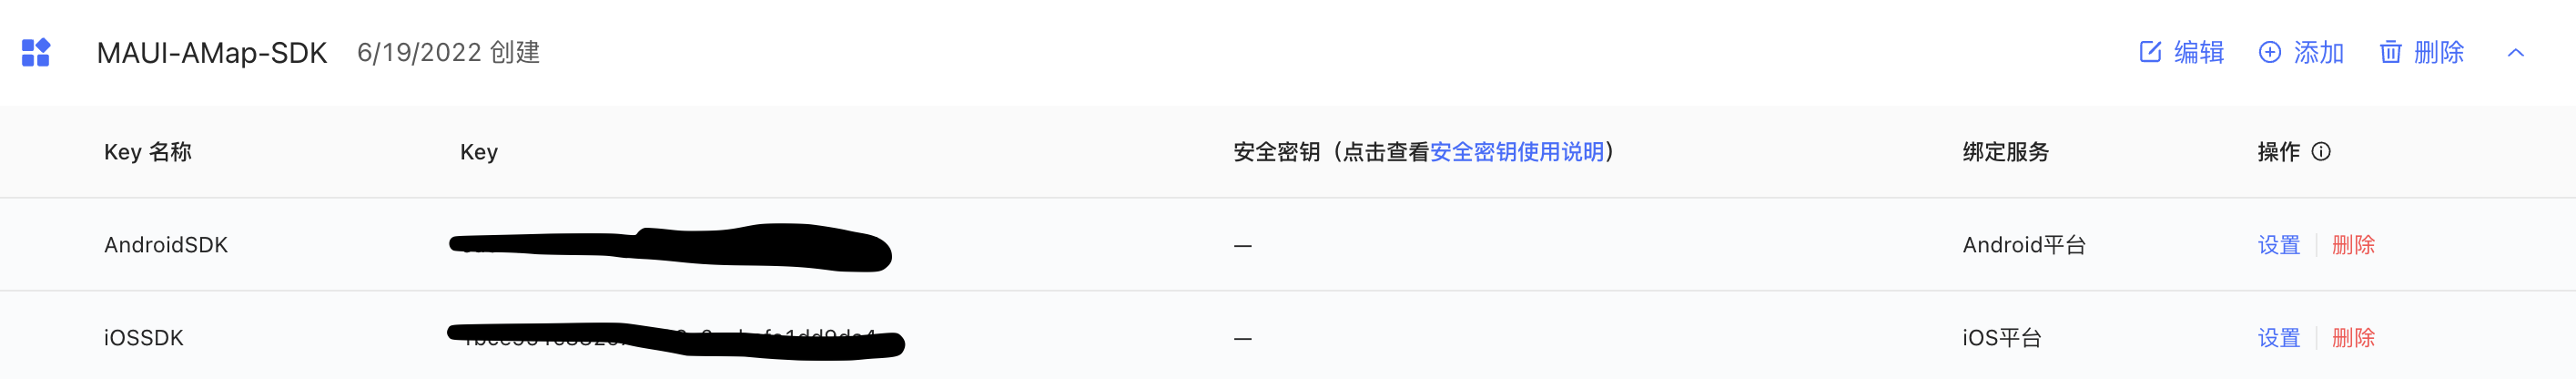 MAUI-AMap-SDK 6/19/2022 创建 编辑 添加 删除
Key 名称 Key 安全密钥（点击查看安全密钥使用说明） 绑定服务 操作
AndroidSDK — Android平台 设置 删除
iOSSDK — iOS平台 设置 删除